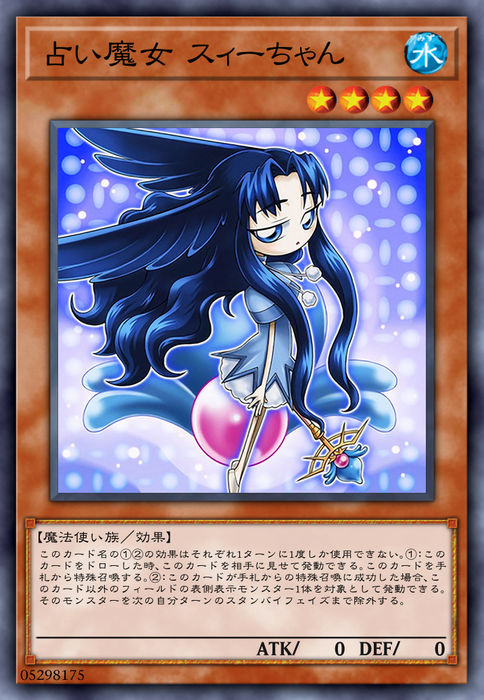 占い魔女 スィーちゃん
みず
水
【魔法使い族／効果】
このカード名の①②の効果はそれぞれ1ターンに1度しか使用できない。①：この
カードをドローした時、このカードを相手に見せて発動できる。このカードを手
札から特殊召喚する。②：このカードが手札からの特殊召喚に成功した場合、こ
のカード以外のフィールドの表側表示モンスター1体を対象として発動できる。
そのモンスターを次の自分ターンのスタンバイフェイズまで除外する。
ATK/ 0 DEF/ 0
05298175